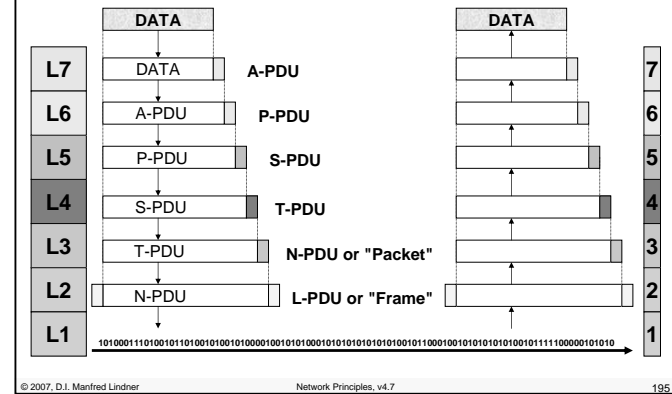 DATA DATA
L7 DATA A-PDU 7
L6 A-PDU P-PDU 6
L5 P-PDU S-PDU 5
L4 S-PDU T-PDU 4
L3 T-PDU N-PDU or "Packet" 3
L2 N-PDU L-PDU or "Frame" 2
L1 1
© 2007, D.I. Manfred Lindner Network Principles, v4.7 195